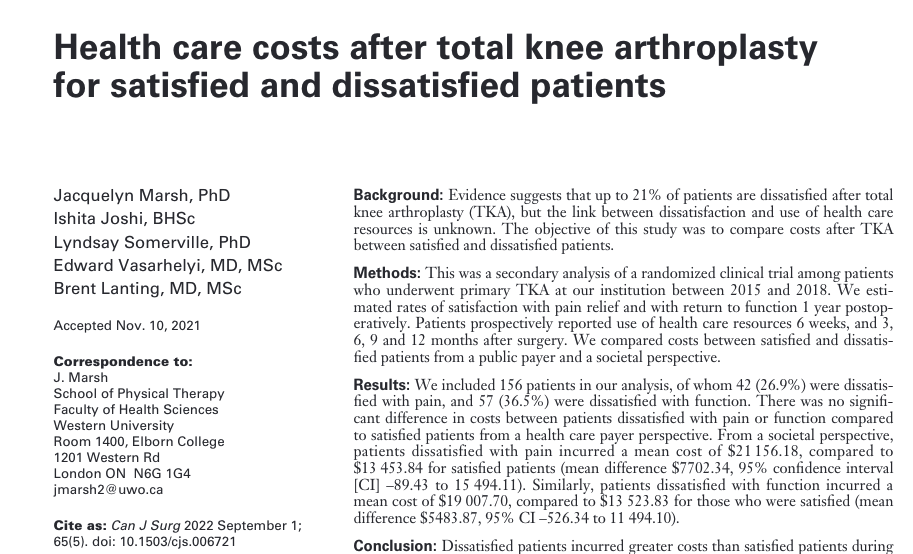 Health care costs after total knee arthroplasty
for satisfied and dissatisfied patients
Jacquelyn Marsh, PhD
Ishita Joshi, BHSc
Lyndsay Somerville, PhD
Edward Vasarhelyi, MD, MSc
Brent Lanting, MD, MSc
Accepted Nov. 10, 2021
Correspondence to:
J. Marsh
School of Physical Therapy
Faculty of Health Sciences
Western University
Room 1400, Elborn College
1201 Western Rd
London ON  N6G 1G4
jmarsh2@uwo.ca
Cite as: Can J Surg 2022 September 1;
65(5). doi: 10.1503/cjs.006721
Background: Evidence suggests that up to 21% of patients are dissatisfied after total
knee arthroplasty (TKA), but the link between dissatisfaction and use of health care
resources is unknown. The objective of this study was to compare costs after TKA
between satisfied and dissatisfied patients.
Methods: This was a secondary analysis of a randomized clinical trial among patients
who underwent primary TKA at our institution between 2015 and 2018. We esti-
mated rates of satisfaction with pain relief and with return to function 1 year postop-
eratively. Patients prospectively reported use of health care resources 6 weeks, and 3,
6, 9 and 12 months after surgery. We compared costs between satisfied and dissatis-
fied patients from a public payer and a societal perspective.
Results: We included 156 patients in our analysis, of whom 42 (26.9%) were dissatis-
fied with pain, and 57 (36.5%) were dissatisfied with function. There was no signifi-
cant difference in costs between patients dissatisfied with pain or function compared
to satisfied patients from a health care payer perspective. From a societal perspective,
patients dissatisfied with pain incurred a mean cost of $21 156.18, compared to
$13 453.84 for satisfied patients (mean difference $7702.34, 95% confidence interval
[CI] –89.43 to 15 494.11). Similarly, patients dissatisfied with function incurred a
mean cost of $19 007.70, compared to $13 523.83 for those who were satisfied (mean
difference $5483.87, 95% CI –526.34 to 11 494.10).
Conclusion: Dissatisfied patients incurred greater costs than satisfied patients during